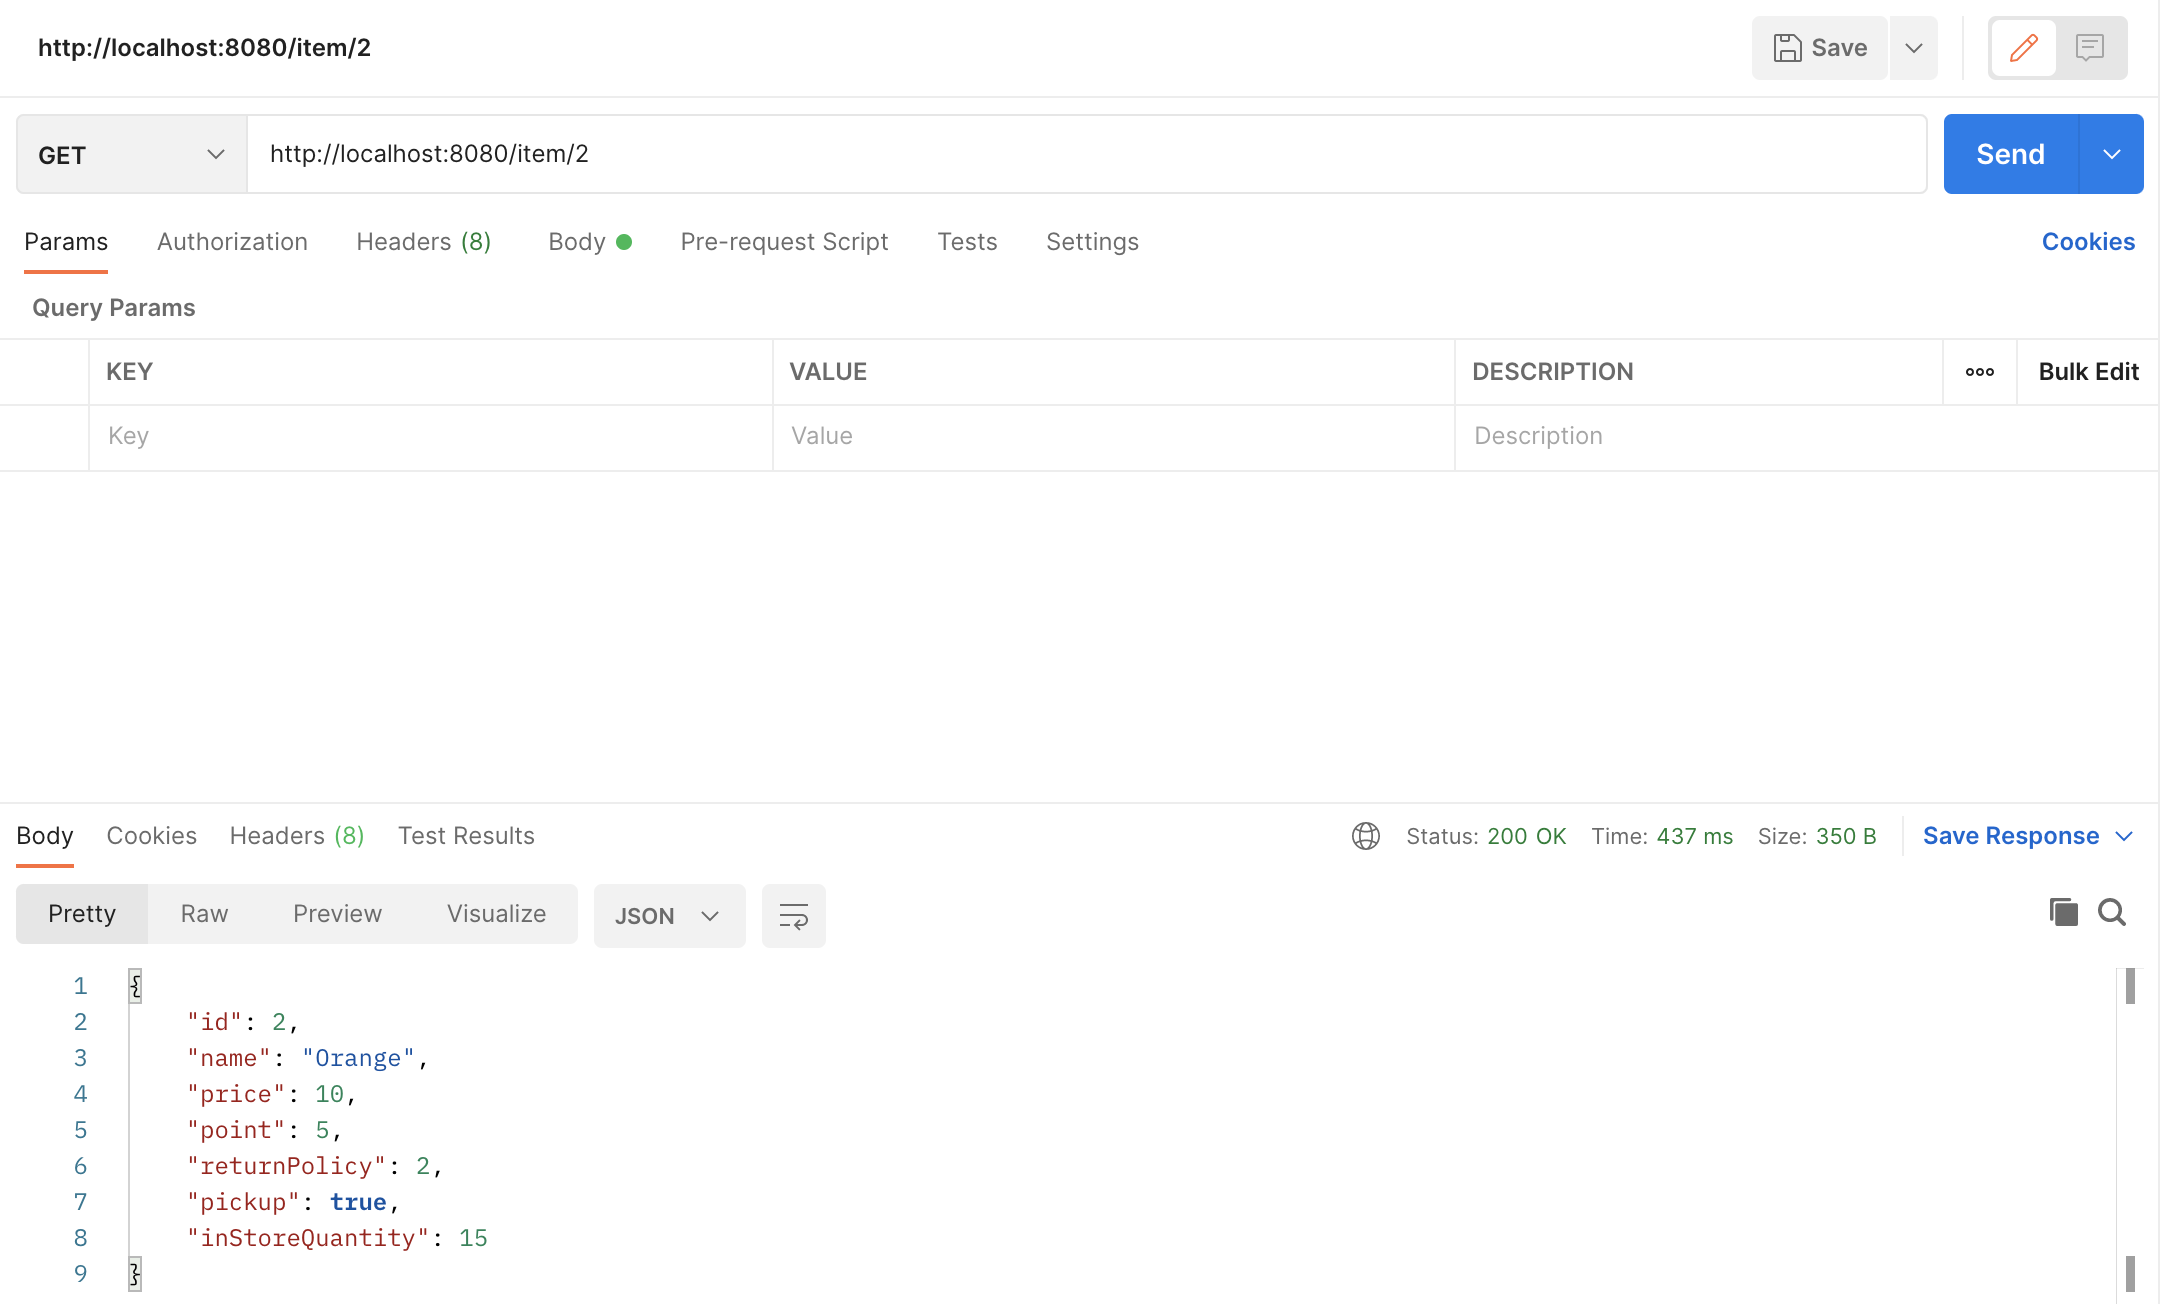 http://localhost:8080/item/2
Save
GET http://localhost:8080/item/2 Send
Params Authorization Headers (8) Body Pre-request Script Tests Settings Cookies
Query Params
KEY VALUE DESCRIPTION ooo Bulk Edit
Key Value Description
Body Cookies Headers (8) Test Results Status: 200 OK Time: 437 ms Size: 350 B Save Response
Pretty Raw Preview Visualize JSON
1 {
2 "id": 2,
3 "name": "Orange",
4 "price": 10,
5 "point": 5,
6 "returnPolicy": 2,
7 "pickup": true,
8 "inStoreQuantity": 15
9 }